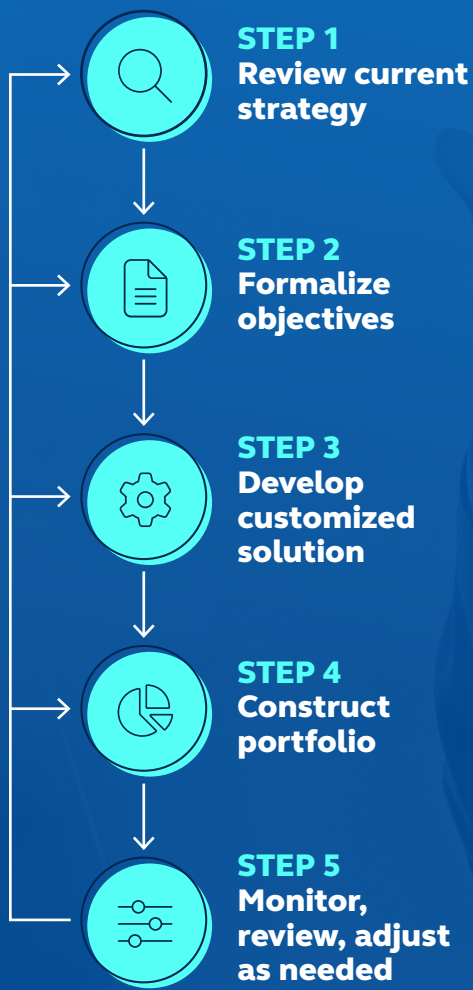 STEP 1
Review current
strategy
STEP 2
Formalize
objectives
STEP 3
Develop
customized
solution
STEP 4
Construct
portfolio
STEP 5
Monitor,
review, adjust
as needed